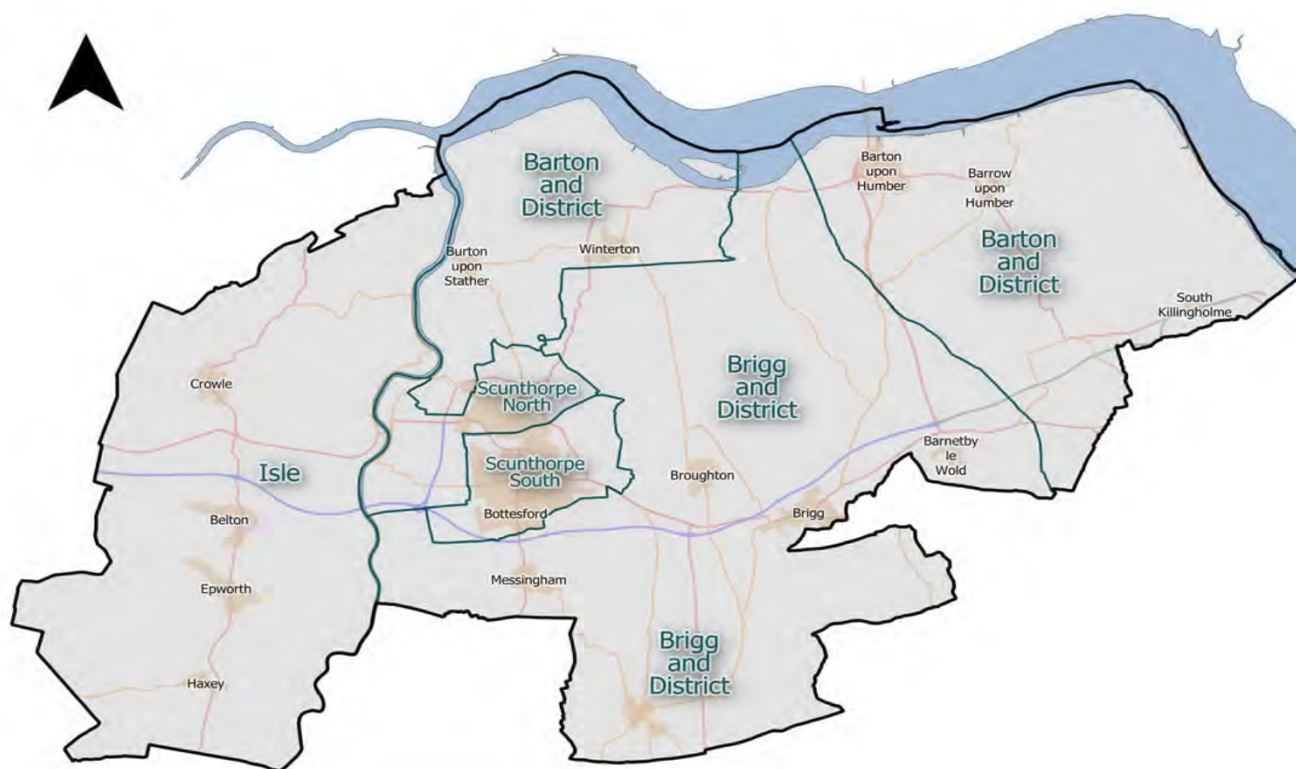 Barton
and
District
Barton
upon
Humber
Barrow
upon
Humber
Burton
upon
Stather
Winterton
Barton
and
District
South
Killingholme
Crowle
Scunthorpe
North
Brigg
and
District
Isle
Scunthorpe
South
Broughton
Barnetby
le
Wold
Belton
Bottesford
Brigg
Epworth
Messingham
Brigg
and
District
Haxey